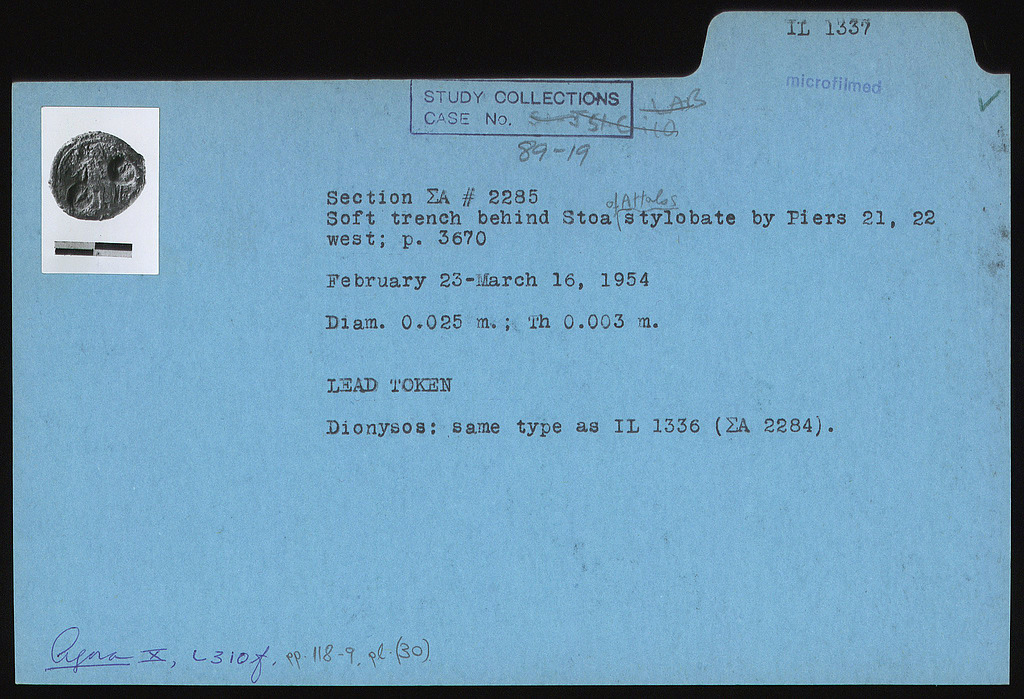 IL 1337
microfilmed
STUDY COLLECTIONS
CASE No.
LAB
89-19
Section ΣA # 2285
Soft trench behind Stoa of Attalos stylobate by Piers 21, 22
west; p. 3670
February 23-March 16, 1954
Diam. 0.025 m.; Th 0.003 m.
LEAD TOKEN
Dionysos: same type as IL 1336 (ΣA 2284).
Agora X, L310f, pp. 118-9, pl. (30)